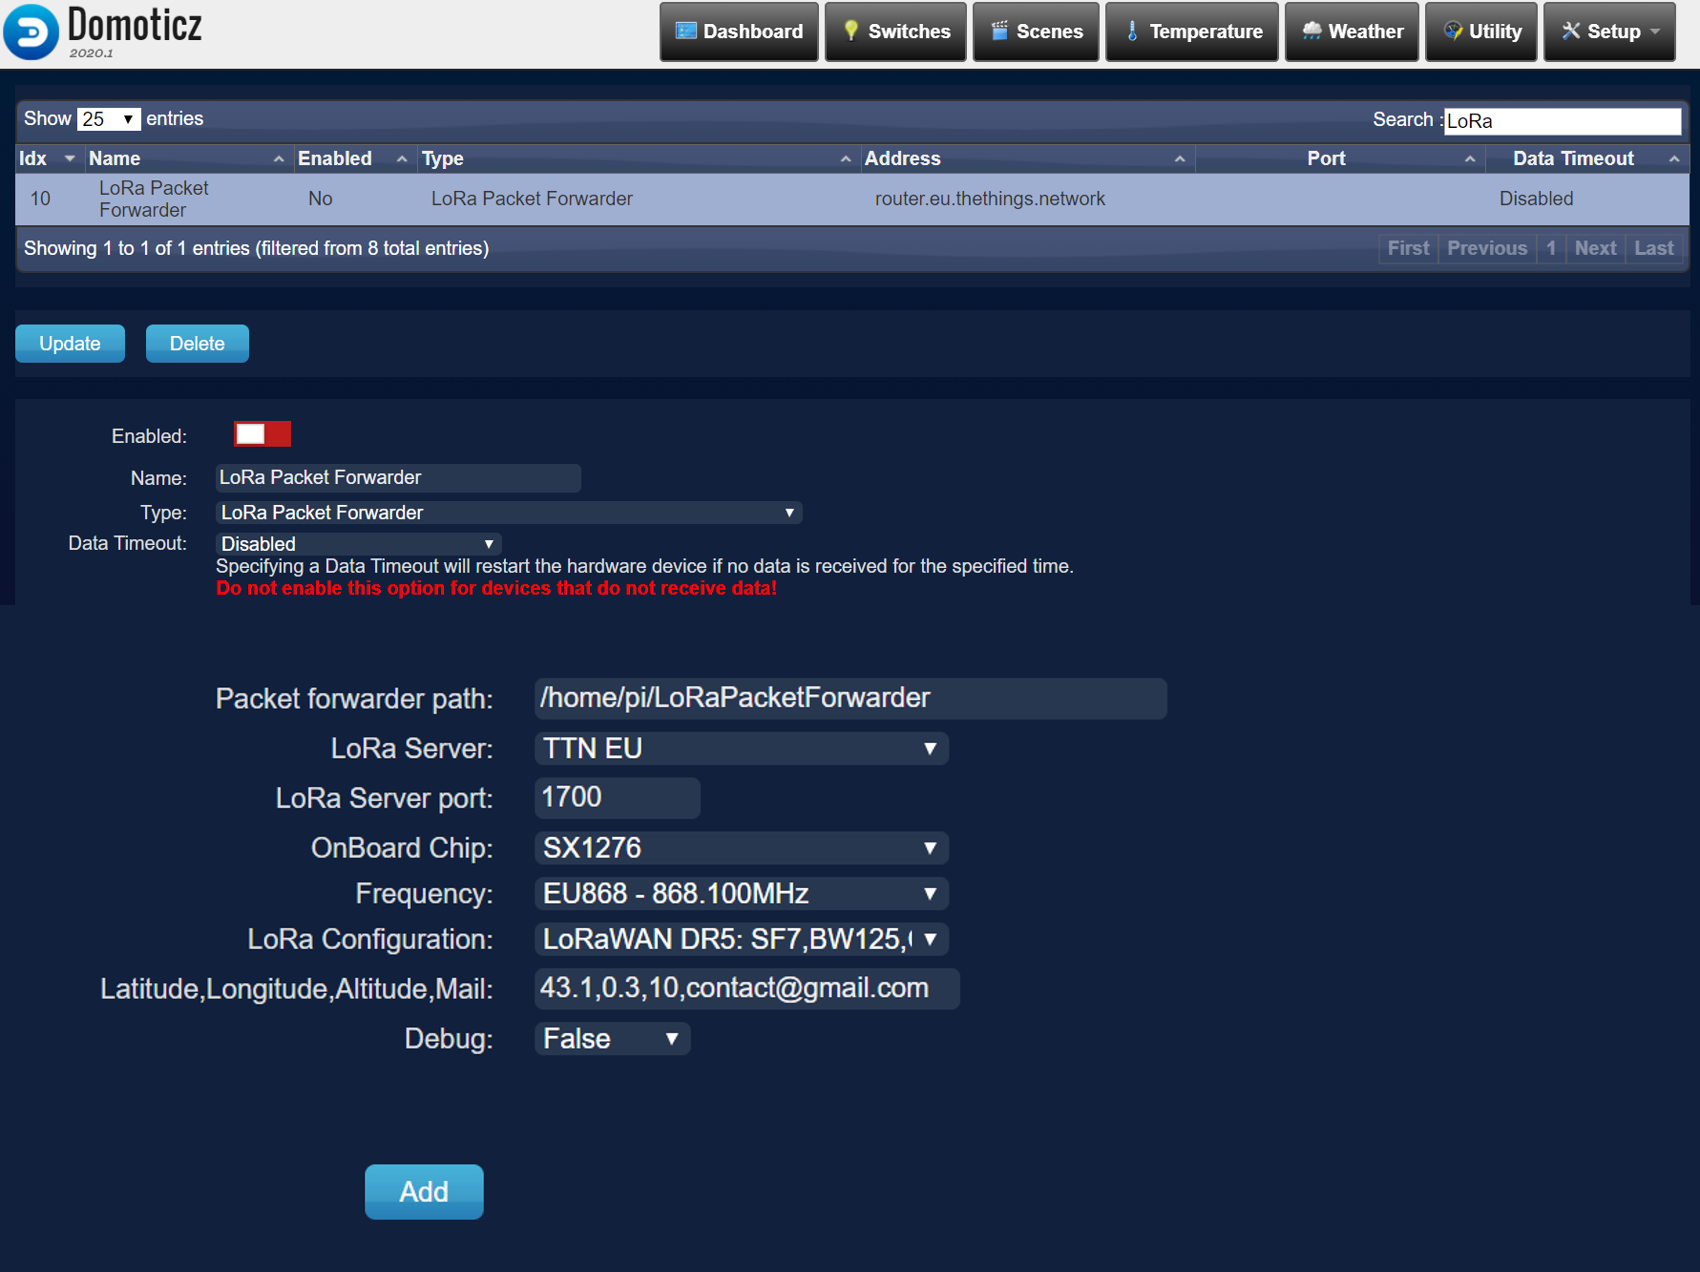 Domoticz
2020.1
Dashboard Switches Scenes Temperature Weather Utility Setup
Show 25 entries Search : LoRa
Idx Name Enabled Type Address Port Data Timeout
10 LoRa Packet Forwarder No LoRa Packet Forwarder router.eu.thethings.network Disabled
Showing 1 to 1 of 1 entries (filtered from 8 total entries) First Previous 1 Next Last
Update Delete
Enabled:
Name: LoRa Packet Forwarder
Type: LoRa Packet Forwarder
Data Timeout: Disabled
Specifying a Data Timeout will restart the hardware device if no data is received for the specified time.
Do not enable this option for devices that do not receive data!
Packet forwarder path: /home/pi/LoRaPacketForwarder
LoRa Server: TTN EU
LoRa Server port: 1700
OnBoard Chip: SX1276
Frequency: EU868 - 868.100MHz
LoRa Configuration: LoRaWAN DR5: SF7,BW125,
Latitude,Longitude,Altitude,Mail: 43.1,0.3,10,contact@gmail.com
Debug: False
Add